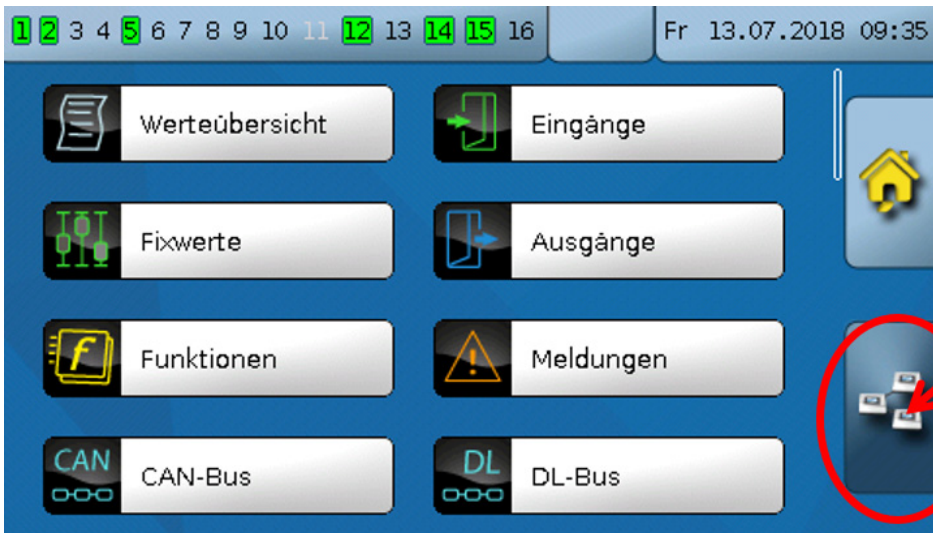 1 2 3 4 5 6 7 8 9 10 11 12 13 14 15 16 Fr 13.07.2018 09:35
Werteübersicht Eingänge
Fixwerte Ausgänge
f Funktionen Meldungen
CAN CAN-Bus DL DL-Bus